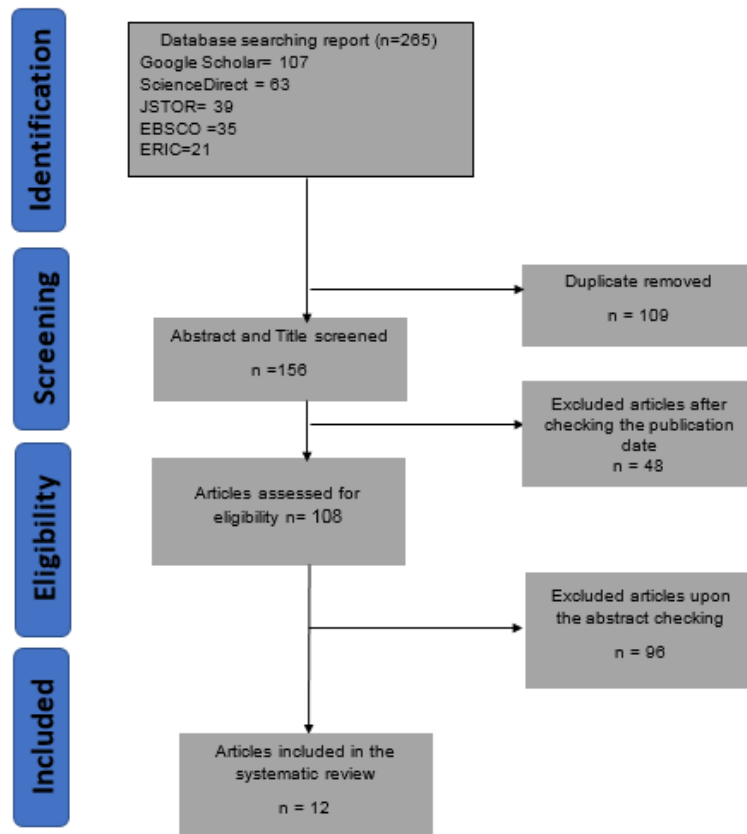 Identification
Database searching report (n=265)
Google Scholar= 107
ScienceDirect = 63
JSTOR= 39
EBSCO =35
ERIC=21
Screening
Duplicate removed
n = 109
Abstract and Title screened
n =156
Excluded articles after
checking the publication
date
n = 48
Eligibility
Articles assessed for
eligibility n= 108
Excluded articles upon
the abstract checking
n = 96
Included
Articles included in the
systematic review
n = 12